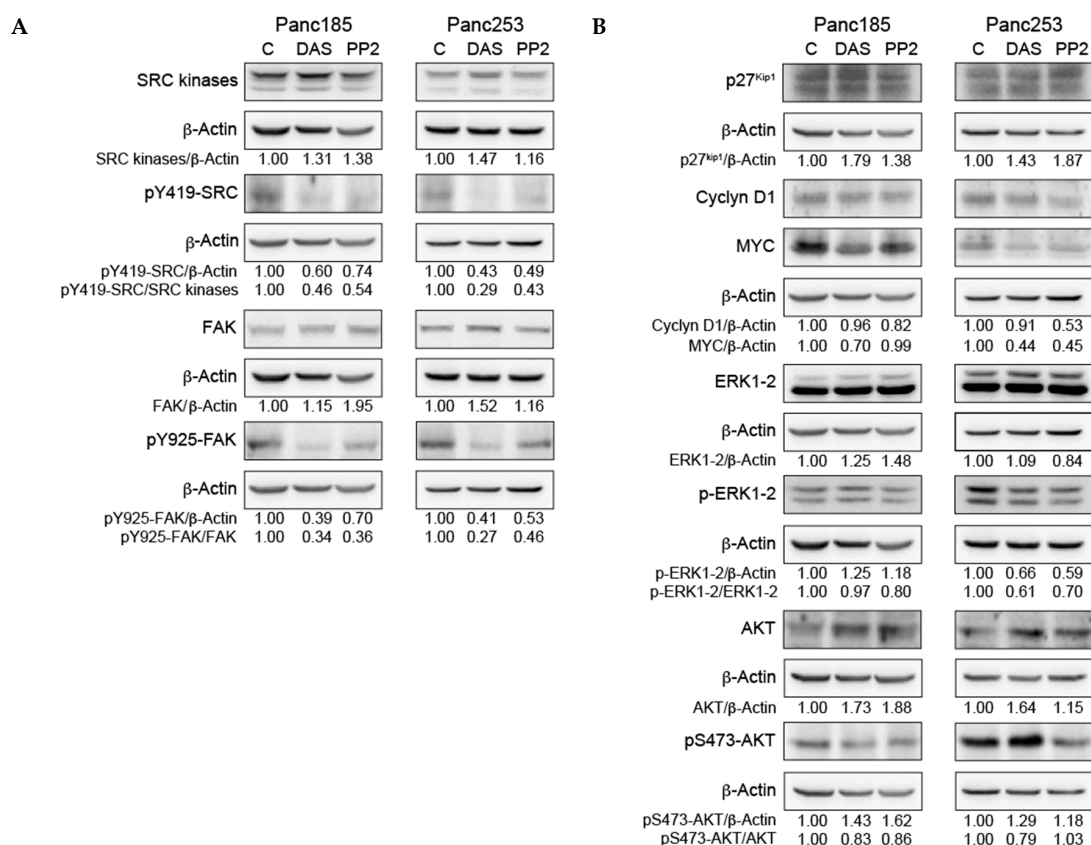 A
Panc185 Panc253
C DAS PP2 C DAS PP2
SRC kinases
β-Actin
SRC kinases/β-Actin 1.00 1.31 1.38 1.00 1.47 1.16
pY419-SRC
β-Actin
pY419-SRC/β-Actin 1.00 0.60 0.74 1.00 0.43 0.49
pY419-SRC/SRC kinases 1.00 0.46 0.54 1.00 0.29 0.43
FAK
β-Actin
FAK/β-Actin 1.00 1.15 1.95 1.00 1.52 1.16
pY925-FAK
β-Actin
pY925-FAK/β-Actin 1.00 0.39 0.70 1.00 0.41 0.53
pY925-FAK/FAK 1.00 0.34 0.36 1.00 0.27 0.46
B
Panc185 Panc253
C DAS PP2 C DAS PP2
p27Kip1
β-Actin
p27kip1/β-Actin 1.00 1.79 1.38 1.00 1.43 1.87
Cyclyn D1
MYC
β-Actin
Cyclyn D1/β-Actin 1.00 0.96 0.82 1.00 0.91 0.53
MYC/β-Actin 1.00 0.70 0.99 1.00 0.44 0.45
ERK1-2
β-Actin
ERK1-2/β-Actin 1.00 1.25 1.48 1.00 1.09 0.84
p-ERK1-2
β-Actin
p-ERK1-2/β-Actin 1.00 1.25 1.18 1.00 0.66 0.59
p-ERK1-2/ERK1-2 1.00 0.97 0.80 1.00 0.61 0.70
AKT
β-Actin
AKT/β-Actin 1.00 1.73 1.88 1.00 1.64 1.15
pS473-AKT
β-Actin
pS473-AKT/β-Actin 1.00 1.43 1.62 1.00 1.29 1.18
pS473-AKT/AKT 1.00 0.83 0.86 1.00 0.79 1.03